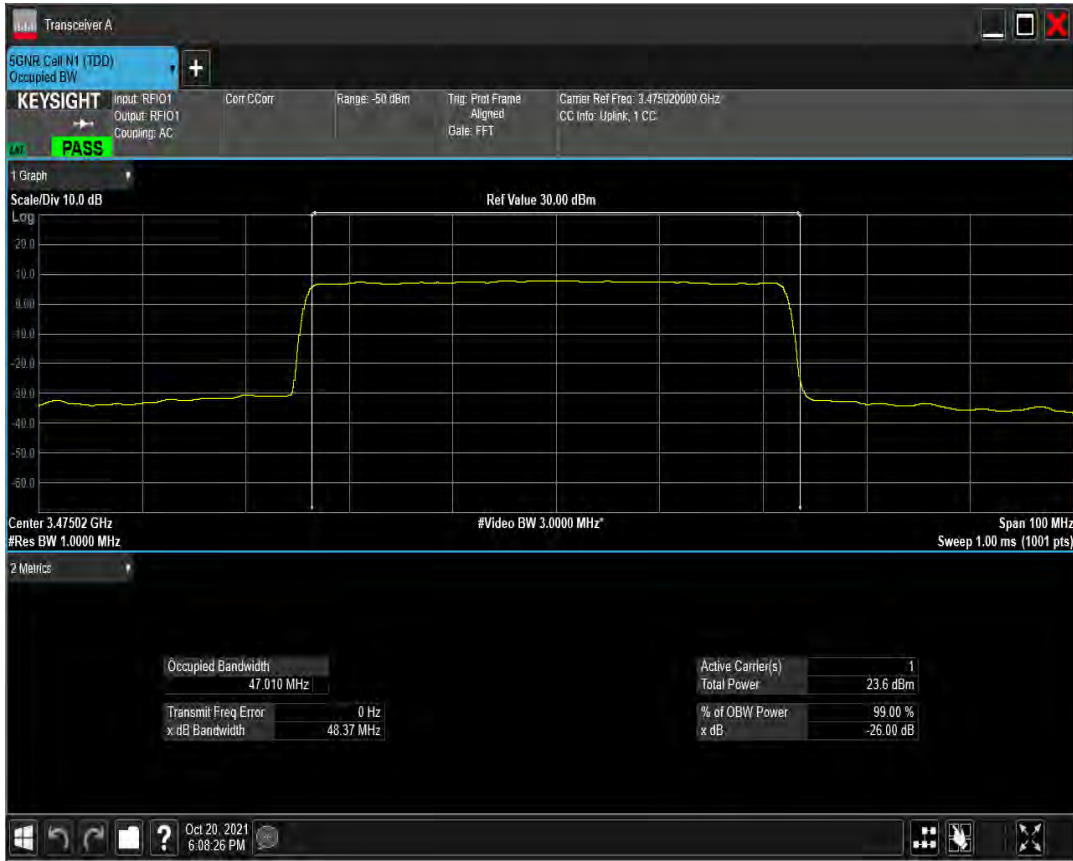 Transceiver A
5GNR Cell N1 (TDD)
Occupied BW
+
KEYSIGHT
PASS
Input: RFIO1
Output: RFIO1
Coupling: AC
Corr CCorr
Range: -50 dBm
Trig: Prot Frame
Aligned
Gate: FFT
Carrier Ref Freq: 3.475020000 GHz
CC Info: Uplink, 1 CC
1 Graph
Scale/Div 10.0 dB
Ref Value 30.00 dBm
Log
20.0
10.0
0.00
-10.0
-20.0
-30.0
-40.0
-50.0
-60.0
Center 3.47502 GHz
#Video BW 3.0000 MHz*
Span 100 MHz
#Res BW 1.0000 MHz
Sweep 1.00 ms (1001 pts)
2 Metrics
Occupied Bandwidth
47.010 MHz
Transmit Freq Error 0 Hz
x dB Bandwidth 48.37 MHz
Active Carrier(s) 1
Total Power 23.6 dBm
% of OBW Power 99.00 %
x dB -26.00 dB
?
Oct 20, 2021
6:08:26 PM